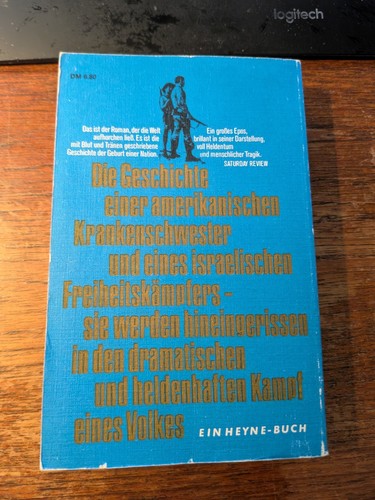 logitech
DM 6.80
Das ist der Roman, der die Welt
aufhorchen ließ. Es ist die
mit Blut und Tränen geschriebene
Geschichte der Geburt einer Nation.
Ein großes Epos,
brillant in seiner Darstellung,
voll Heldentum
und menschlicher Tragik.
SATURDAY REVIEW
Die Geschichte
einer amerikanischen
Krankenschwester
und eines israelischen
Freiheitskämpfers –
sie werden hineingerissen
in den dramatischen
und heldenhaften Kampf
eines Volkes
EIN HEYNE-BUCH